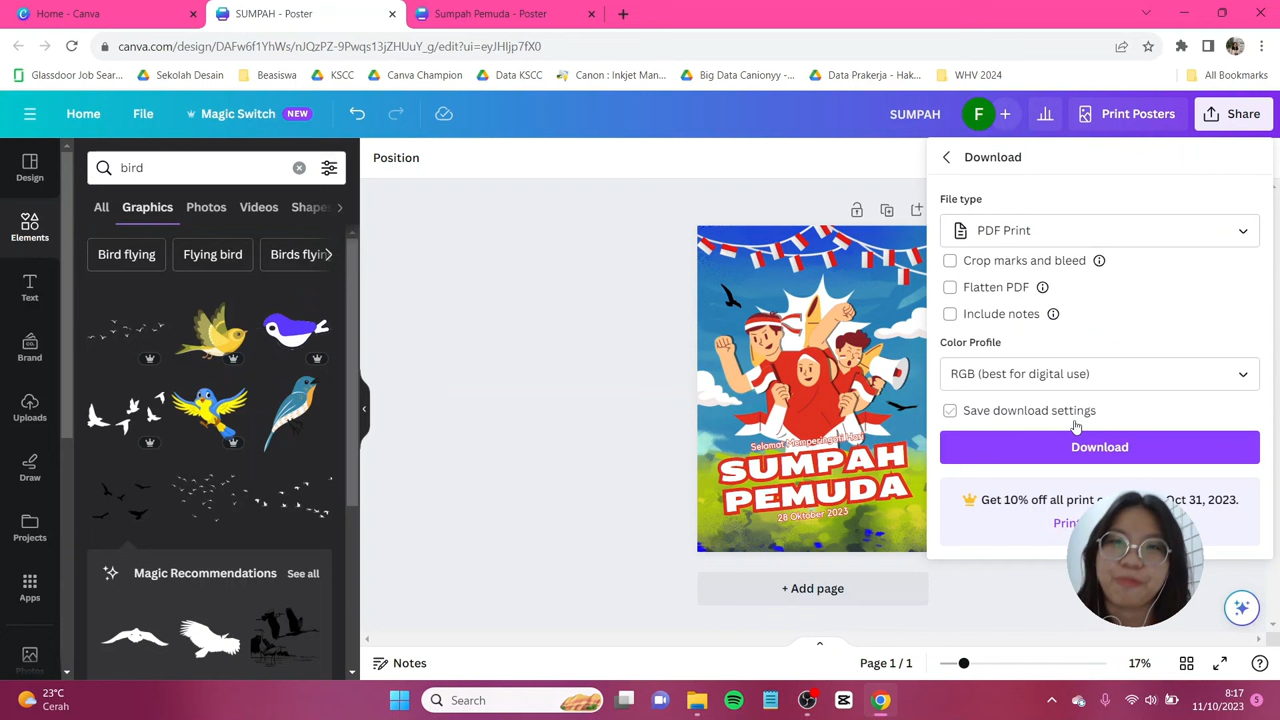 Home - Canva
SUMPAH - Poster
Sumpah Pemuda - Poster
canva.com/design/DAFw6f1YhWs/nJQzPZ-9Pwqs13jZHUuY_g/edit?ui=eyJHIjp7fX0
Glassdoor Job Sear...
Sekolah Desain
Beasiswa
KSCC
Canva Champion
Data KSCC
Canon : Inkjet Man...
Big Data Canionyy -...
Data Prakerja - Hak...
WHV 2024
All Bookmarks
Home
File
Magic Switch
NEW
SUMPAH
F
Print Posters
Share
Design
Elements
Text
Brand
Uploads
Draw
Projects
Apps
Photos
bird
All
Graphics
Photos
Videos
Shape
Bird flying
Flying bird
Birds flyin
Magic Recommendations
See all
Position
Selamat Memperingati Hari
SUMPAH
PEMUDA
28 Oktober 2023
+ Add page
Download
File type
PDF Print
Crop marks and bleed
Flatten PDF
Include notes
Color Profile
RGB (best for digital use)
Save download settings
Download
Get 10% off all print
Oct 31, 2023.
Print
Notes
Page 1 / 1
17%
23°C
Cerah
Search
8:17
11/10/2023
5